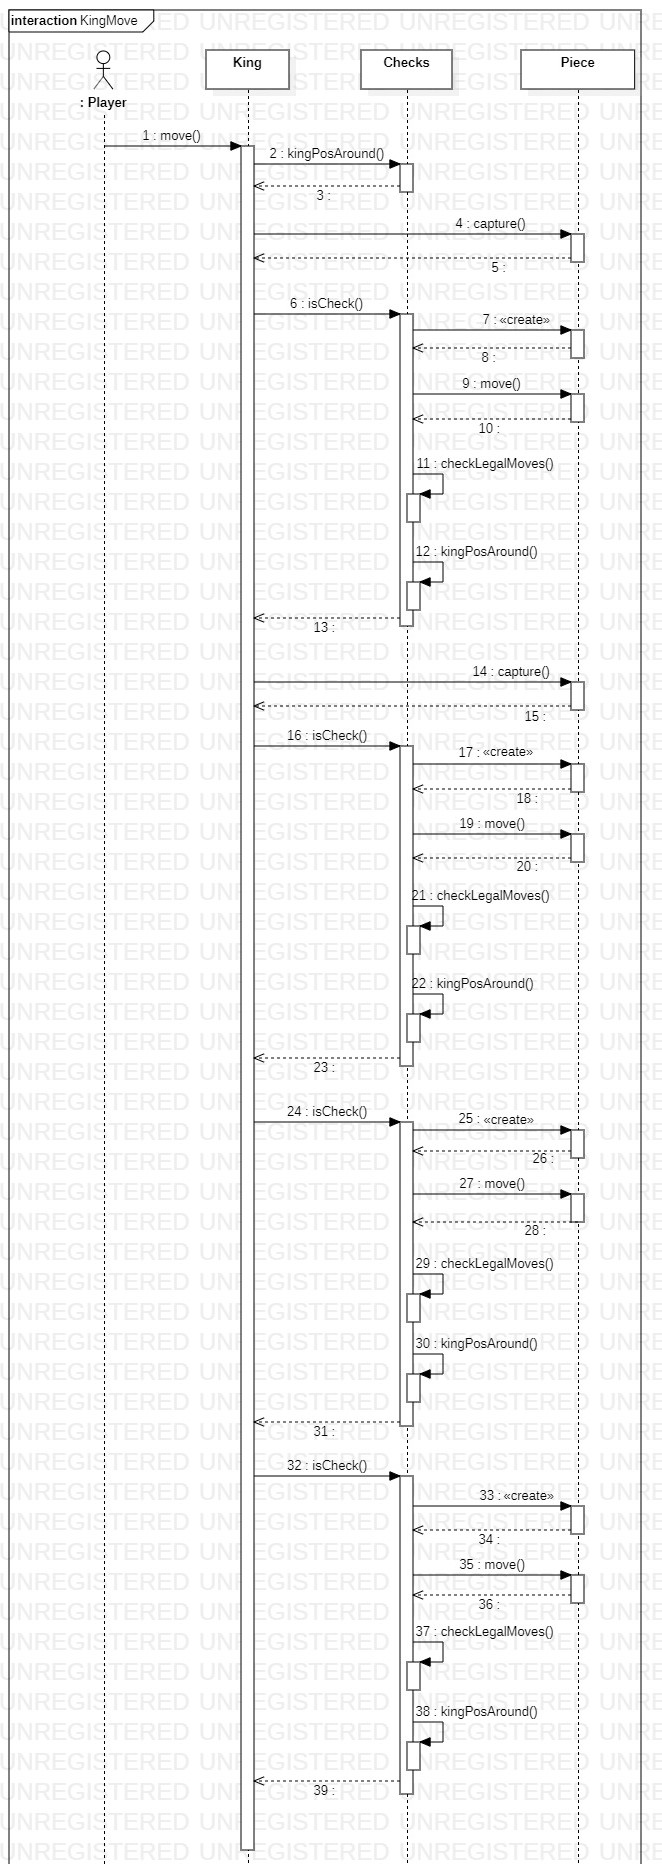 interaction KingMove
: Player
King
Checks
Piece
1 : move()
2 : kingPosAround()
3 :
4 : capture()
5 :
6 : isCheck()
7 : «create»
8 :
9 : move()
10 :
11 : checkLegalMoves()
12 : kingPosAround()
13 :
14 : capture()
15 :
16 : isCheck()
17 : «create»
18 :
19 : move()
20 :
21 : checkLegalMoves()
22 : kingPosAround()
23 :
24 : isCheck()
25 : «create»
26 :
27 : move()
28 :
29 : checkLegalMoves()
30 : kingPosAround()
31 :
32 : isCheck()
33 : «create»
34 :
35 : move()
36 :
37 : checkLegalMoves()
38 : kingPosAround()
39 :
UNREGISTERED